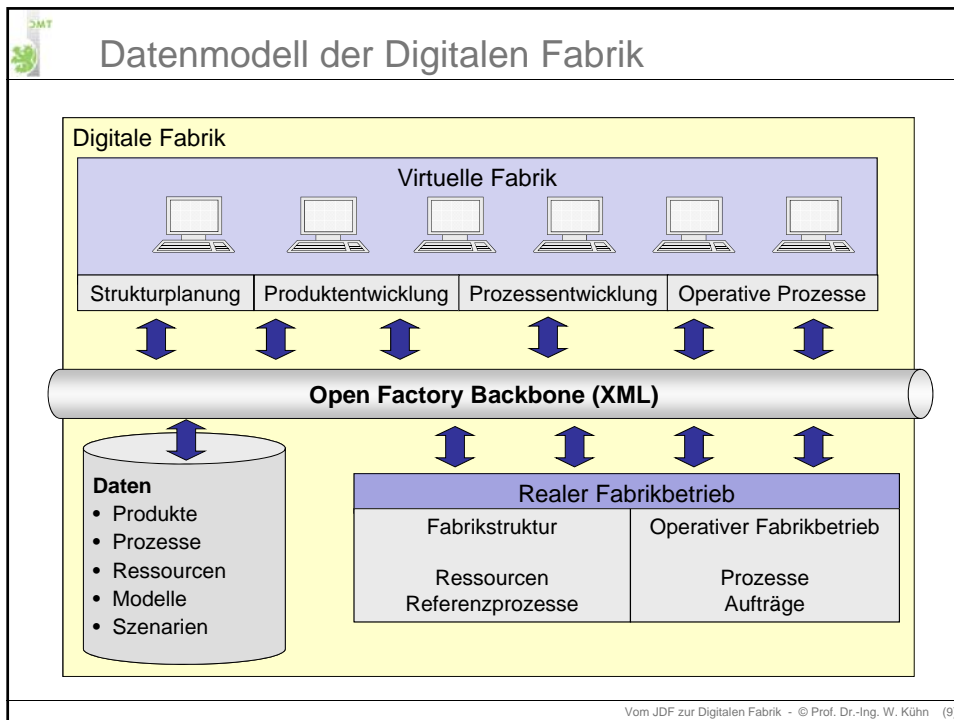 DMT
Datenmodell der Digitalen Fabrik
Digitale Fabrik
Virtuelle Fabrik
Strukturplanung Produktentwicklung Prozessentwicklung Operative Prozesse
Open Factory Backbone (XML)
Daten
• Produkte
• Prozesse
• Ressourcen
• Modelle
• Szenarien
Realer Fabrikbetrieb
Fabrikstruktur
Ressourcen
Referenzprozesse
Operativer Fabrikbetrieb
Prozesse
Aufträge
Vom JDF zur Digitalen Fabrik - © Prof. Dr.-Ing. W. Kühn (9